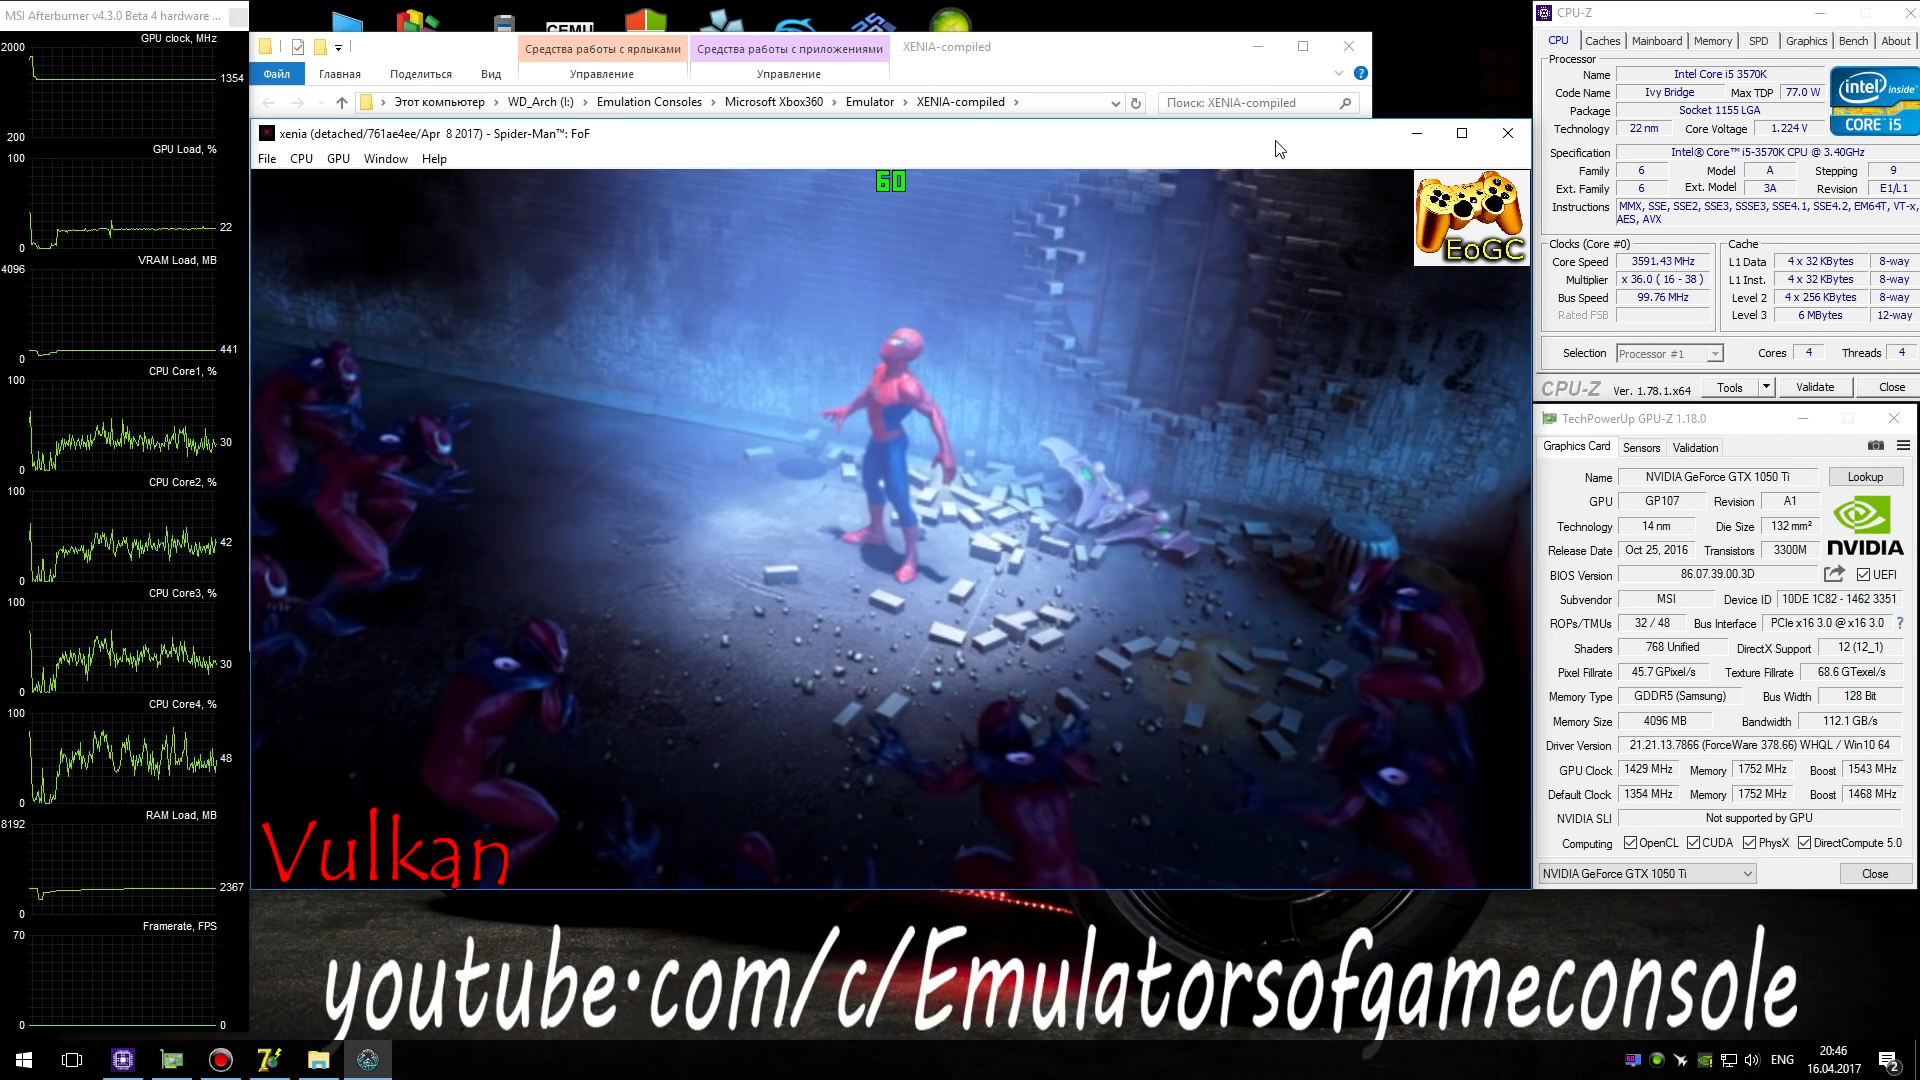 MSI Afterburner v4.3.0 Beta 4 hardware ...
GPU clock, MHz
2000
1354
200
GPU Load, %
100
22
0
VRAM Load, MB
4096
441
0
CPU Core1, %
100
30
0
CPU Core2, %
100
42
0
CPU Core3, %
100
30
0
CPU Core4, %
100
48
0
RAM Load, MB
8192
2367
0
Framerate, FPS
70
0
0
CEMU
Средства работы с ярлыками
Средства работы с приложениями
XENIA-compiled
Файл
Главная
Поделиться
Вид
Управление
Управление
Этот компьютер
WD_Arch (I:)
Emulation Consoles
Microsoft Xbox360
Emulator
XENIA-compiled
Поиск: XENIA-compiled
xenia (detached/761ae4ee/Apr 8 2017) - Spider-Man™: FoF
File CPU GPU Window Help
60
EoGC
Vulkan
youtube.com/c/Emulatorsofgameconsole
CPU-Z
CPU Caches Mainboard Memory SPD Graphics Bench About
Processor
Name Intel Core i5 3570K
Code Name Ivy Bridge Max TDP 77.0 W
Package Socket 1155 LGA
Technology 22 nm Core Voltage 1.224 V
intel inside™
CORE™ i5
Specification Intel® Core™ i5-3570K CPU @ 3.40GHz
Family 6 Model A Stepping 9
Ext. Family 6 Ext. Model 3A Revision E1/L1
Instructions MMX, SSE, SSE2, SSE3, SSSE3, SSE4.1, SSE4.2, EM64T, VT-x,
AES, AVX
Clocks (Core #0)
Core Speed 3591.43 MHz
Multiplier x 36.0 ( 16 - 38 )
Bus Speed 99.76 MHz
Rated FSB
Cache
L1 Data 4 x 32 KBytes 8-way
L1 Inst. 4 x 32 KBytes 8-way
Level 2 4 x 256 KBytes 8-way
Level 3 6 MBytes 12-way
Selection Processor #1 Cores 4 Threads 4
CPU-Z Ver. 1.78.1.x64 Tools Validate Close
TechPowerUp GPU-Z 1.18.0
Graphics Card Sensors Validation
Name NVIDIA GeForce GTX 1050 Ti Lookup
GPU GP107 Revision A1
Technology 14 nm Die Size 132 mm²
Release Date Oct 25, 2016 Transistors 3300M
NVIDIA
BIOS Version 86.07.39.00.3D UEFI
Subvendor MSI Device ID 10DE 1C82 - 1462 3351
ROPs/TMUs 32 / 48 Bus Interface PCIe x16 3.0 @ x16 3.0 ?
Shaders 768 Unified DirectX Support 12 (12_1)
Pixel Fillrate 45.7 GPixel/s Texture Fillrate 68.6 GTexel/s
Memory Type GDDR5 (Samsung) Bus Width 128 Bit
Memory Size 4096 MB Bandwidth 112.1 GB/s
Driver Version 21.21.13.7866 (ForceWare 378.66) WHQL / Win10 64
GPU Clock 1429 MHz Memory 1752 MHz Boost 1543 MHz
Default Clock 1354 MHz Memory 1752 MHz Boost 1468 MHz
NVIDIA SLI Not supported by GPU
Computing OpenCL CUDA PhysX DirectCompute 5.0
NVIDIA GeForce GTX 1050 Ti Close
ENG
20:46
16.04.2017
2